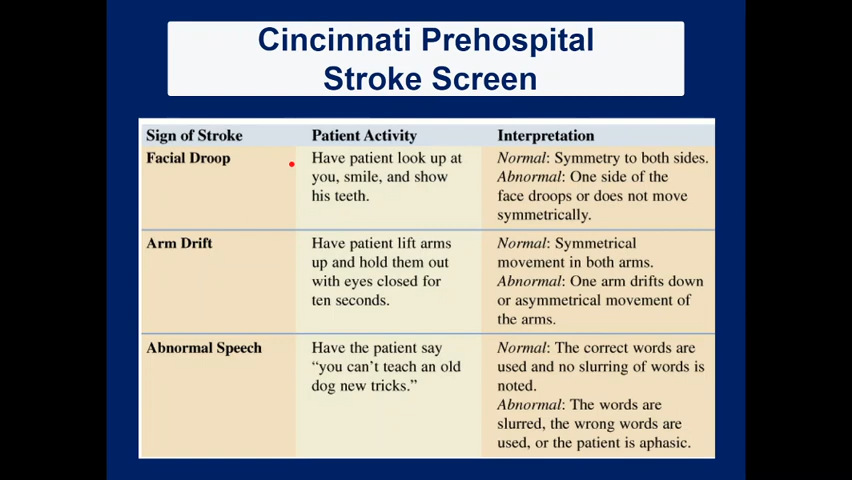 Cincinnati Prehospital
Stroke Screen
Sign of Stroke
Patient Activity
Interpretation
Facial Droop
Have patient look up at
you, smile, and show
his teeth.
Normal: Symmetry to both sides.
Abnormal: One side of the
face droops or does not move
symmetrically.
Arm Drift
Have patient lift arms
up and hold them out
with eyes closed for
ten seconds.
Normal: Symmetrical
movement in both arms.
Abnormal: One arm drifts down
or asymmetrical movement of
the arms.
Abnormal Speech
Have the patient say
“you can’t teach an old
dog new tricks.”
Normal: The correct words are
used and no slurring of words is
noted.
Abnormal: The words are
slurred, the wrong words are
used, or the patient is aphasic.